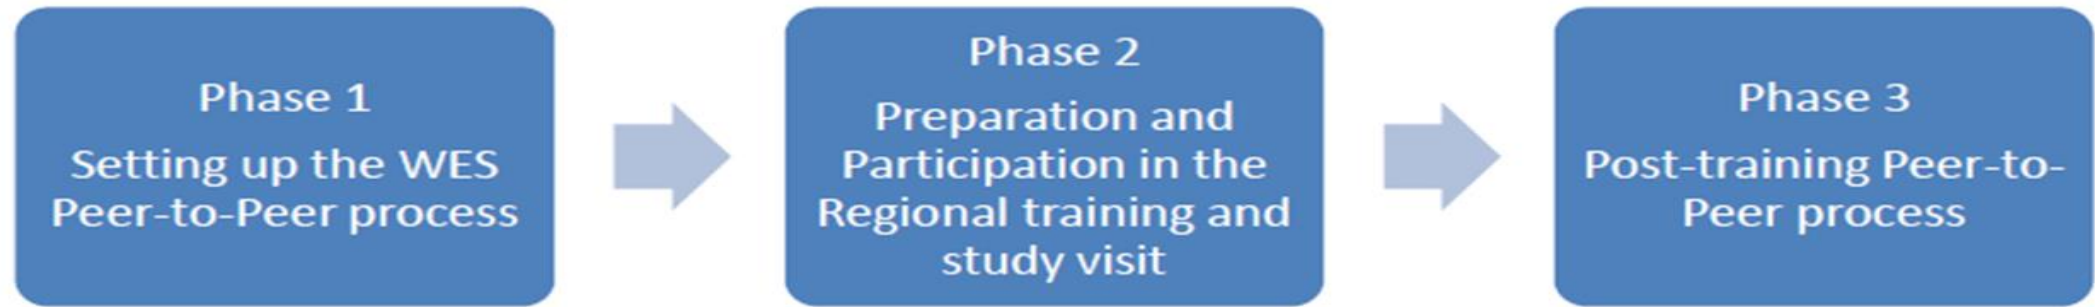 Phase 1
Setting up the WES
Peer-to-Peer process
Phase 2
Preparation and
Participation in the
Regional training and
study visit
Phase 3
Post-training Peer-to-
Peer process